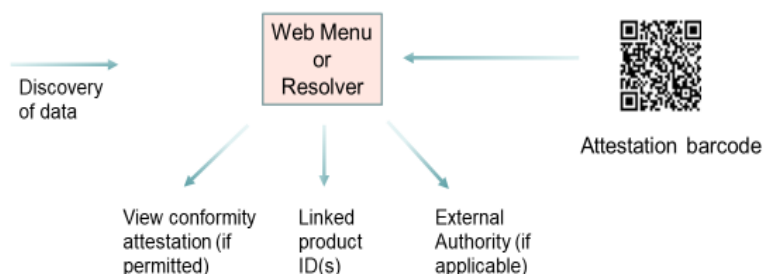 Web Menu
or
Resolver
Discovery
of data
Attestation barcode
View conformity
attestation (if
permitted)
Linked
product
ID(s)
External
Authority (if
applicable)